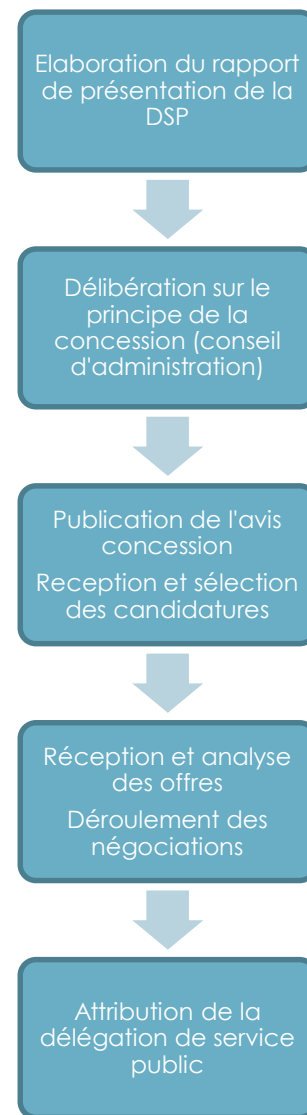 Elaboration du rapport
de présentation de la
DSP
Délibération sur le
principe de la
concession (conseil
d'administration)
Publication de l'avis
concession
Reception et sélection
des candidatures
Réception et analyse
des offres
Déroulement des
négociations
Attribution de la
délégation de service
public